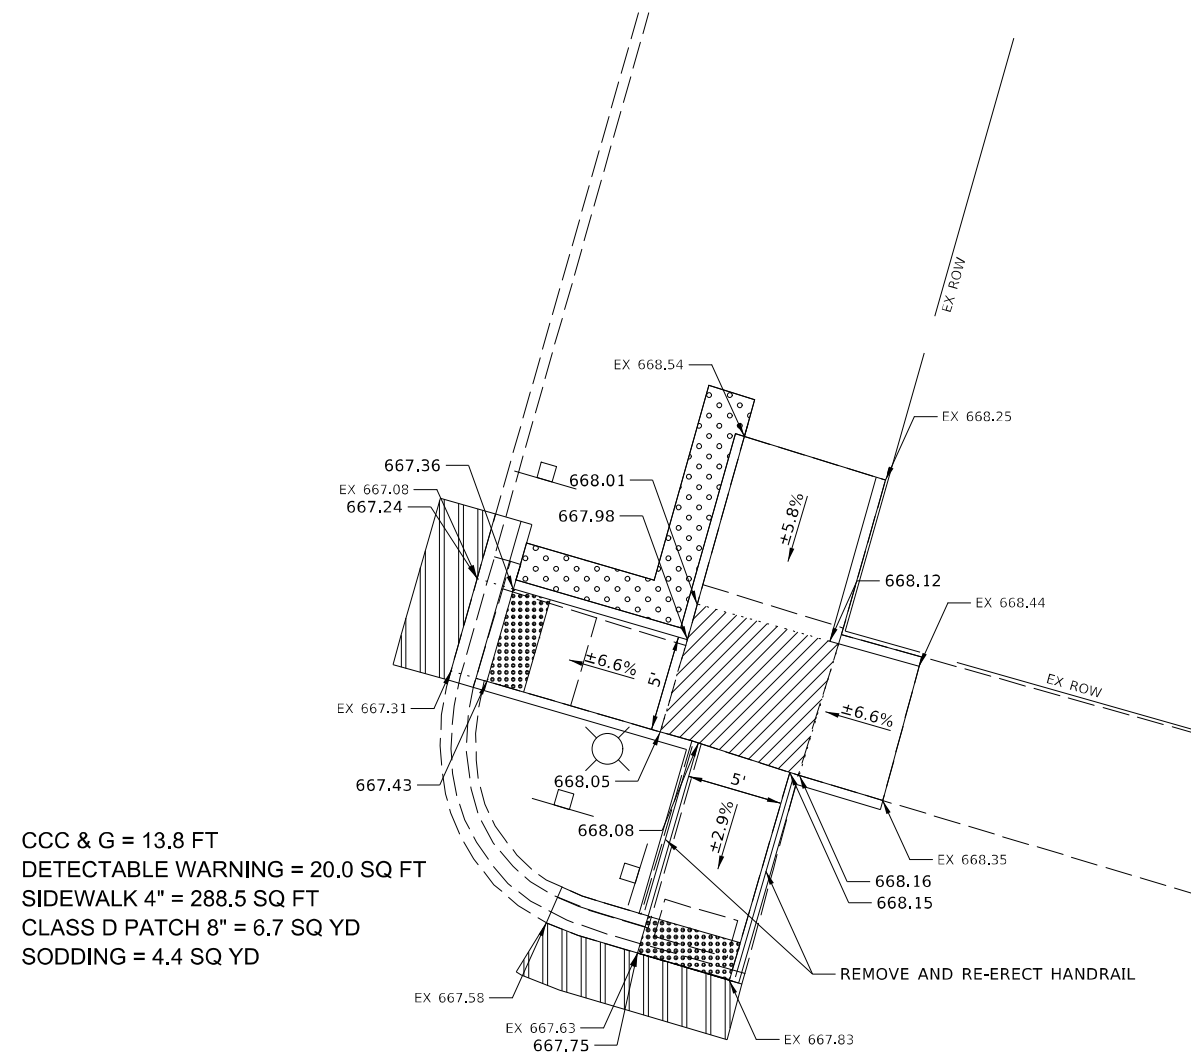 EX ROW
EX 668.54
EX 668.25
667.36
EX 667.08
667.24
668.01
667.98
±5.8%
668.12
EX 668.44
±6.6%
5'
EX ROW
±6.6%
EX 667.31
667.43
668.05
5'
668.08
±2.9%
EX 668.35
668.16
668.15
CCC & G = 13.8 FT
DETECTABLE WARNING = 20.0 SQ FT
SIDEWALK 4" = 288.5 SQ FT
CLASS D PATCH 8" = 6.7 SQ YD
SODDING = 4.4 SQ YD
REMOVE AND RE-ERECT HANDRAIL
EX 667.58
EX 667.63
667.75
EX 667.83